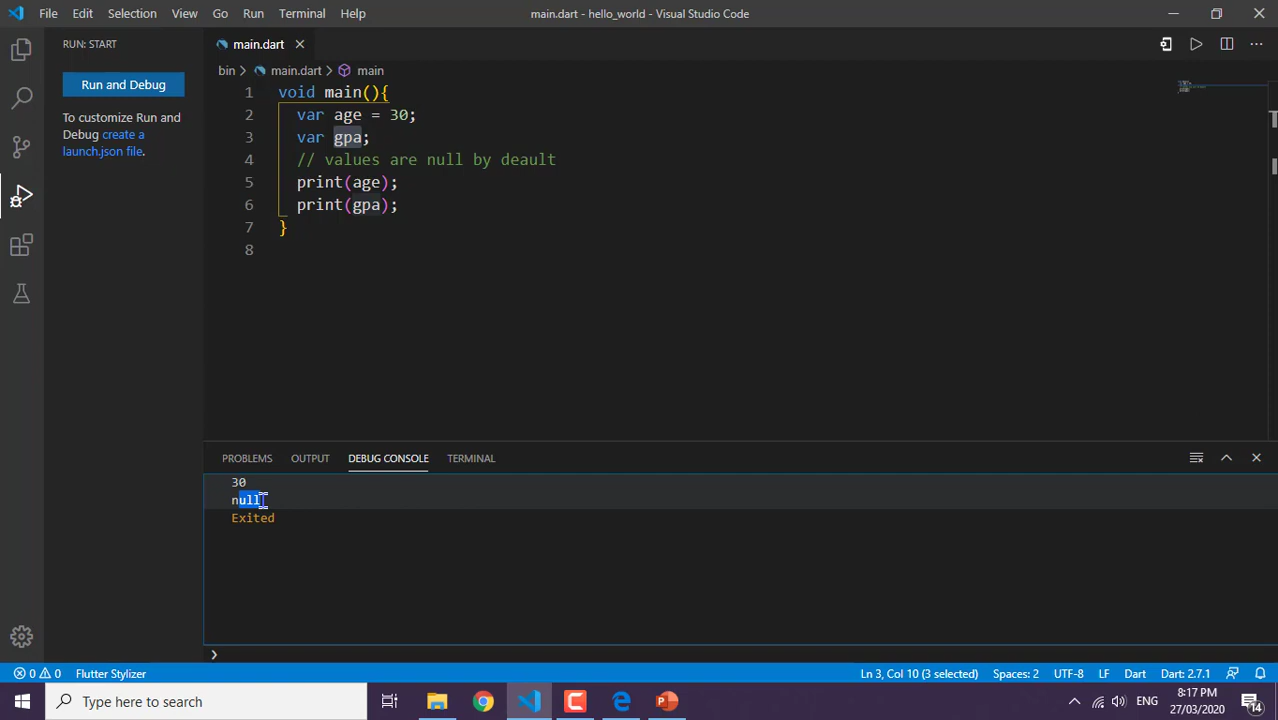 File Edit Selection View Go Run Terminal Help main.dart - hello_world - Visual Studio Code
RUN: START
Run and Debug
To customize Run and
Debug create a
launch.json file.
main.dart
bin > main.dart > main
1 void main(){
2 var age = 30;
3 var gpa;
4 // values are null by deault
5 print(age);
6 print(gpa);
7 }
8
PROBLEMS OUTPUT DEBUG CONSOLE TERMINAL
30
null
Exited
0 0 Flutter Stylizer Ln 3, Col 10 (3 selected) Spaces: 2 UTF-8 LF Dart Dart: 2.7.1
Type here to search
ENG
8:17 PM
27/03/2020
14